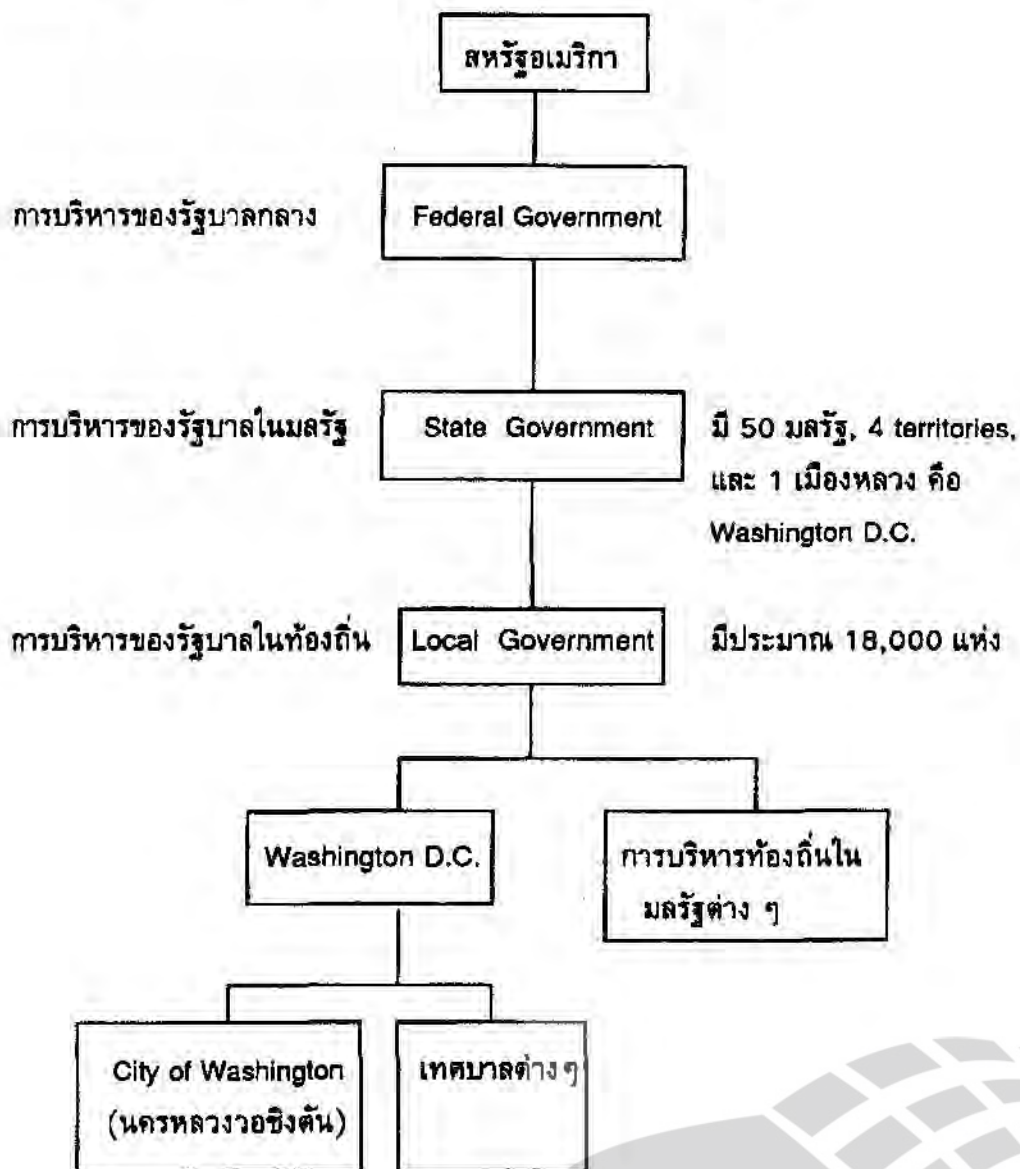 สหรัฐอเมริกา
การบริหารของรัฐบาลกลาง Federal Government
การบริหารของรัฐบาลในมลรัฐ State Government มี 50 มลรัฐ, 4 territories,
และ 1 เมืองหลวง คือ
Washington D.C.
การบริหารของรัฐบาลในท้องถิ่น Local Government มีประมาณ 18,000 แห่ง
Washington D.C. การบริหารท้องถิ่นใน
มลรัฐต่าง ๆ
City of Washington เทศบาลต่าง ๆ
(นครหลวงวอชิงตัน)